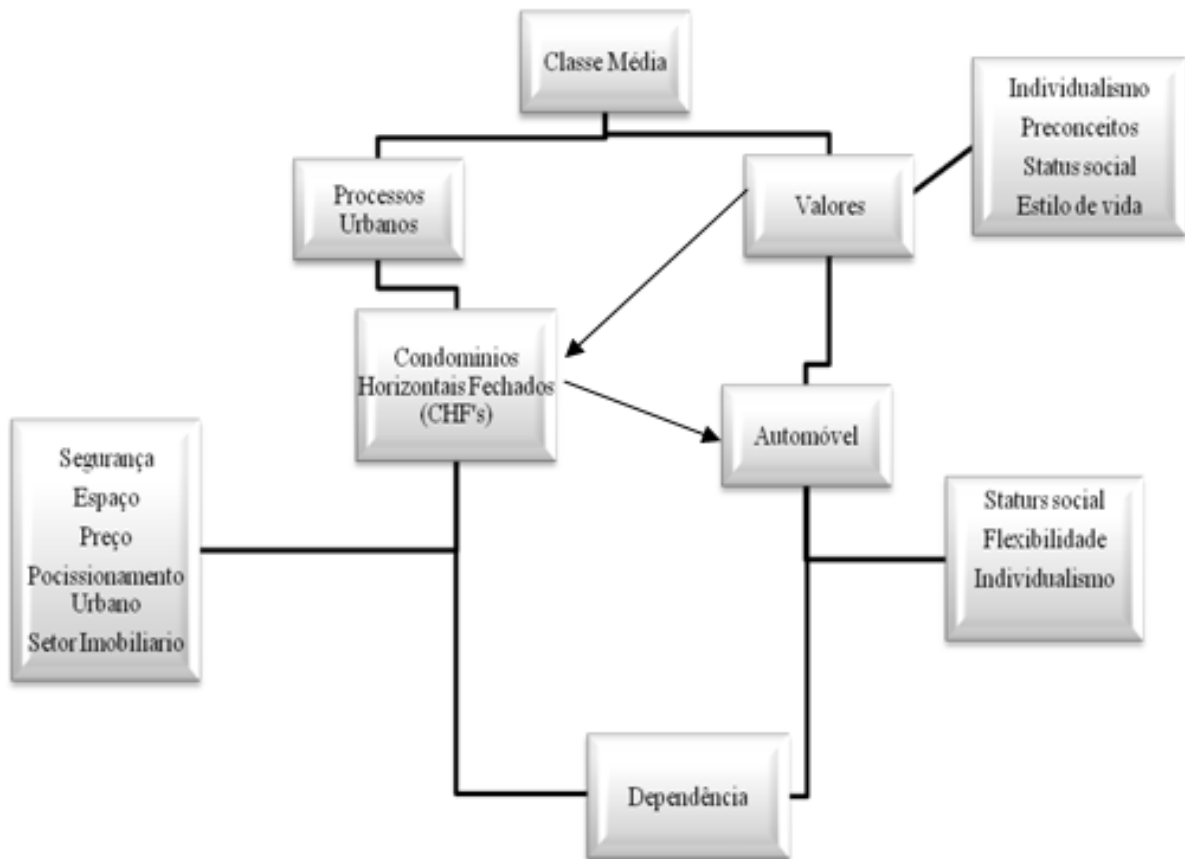 Classe Média
Individualismo
Preconceitos
Status social
Estilo de vida
Processos
Urbanos
Valores
Condominios
Horizontais Fechados
(CHF's)
Automóvel
Segurança
Espaço
Preço
Pocissionamento
Urbano
Setor Imobiliario
Staturs social
Flexibilidade
Individualismo
Dependência